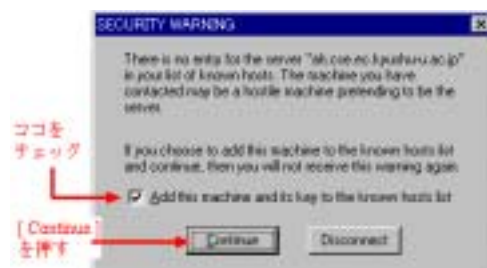 SECURITY WARNING
There is no entry for the server "ah.cse.ec.kyushu-u.ac.jp"
in your list of known hosts. The machine you have
contacted may be a hostile machine pretending to be the
server.
If you choose to add this machine to the known hosts list
and continue, then you will not receive this warning again.
ココを
チェック
Add this machine and its key to the known hosts list
[ Continue ]
を押す
Continue
Disconnect